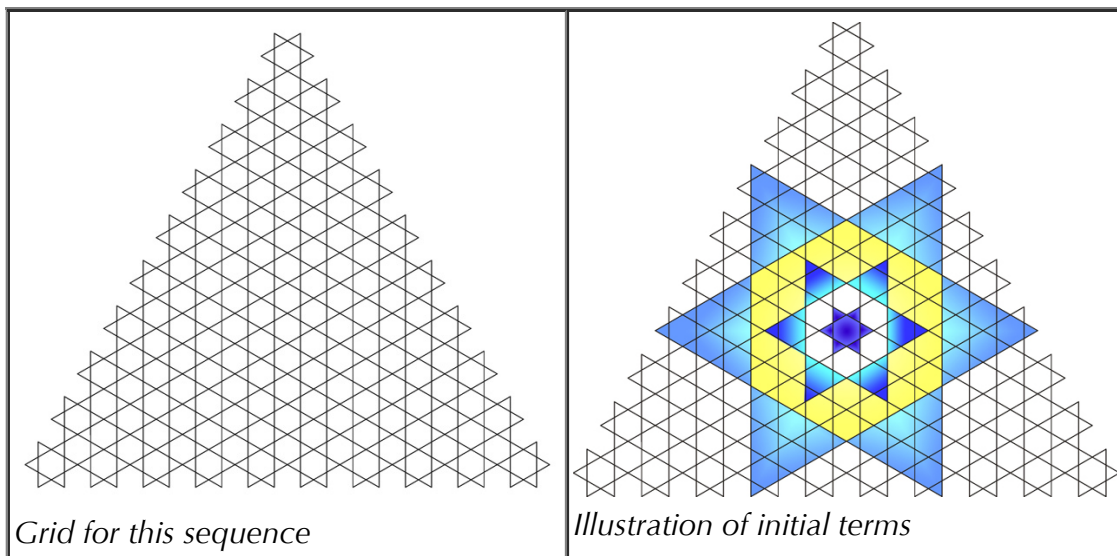 Grid for this sequence
Illustration of initial terms